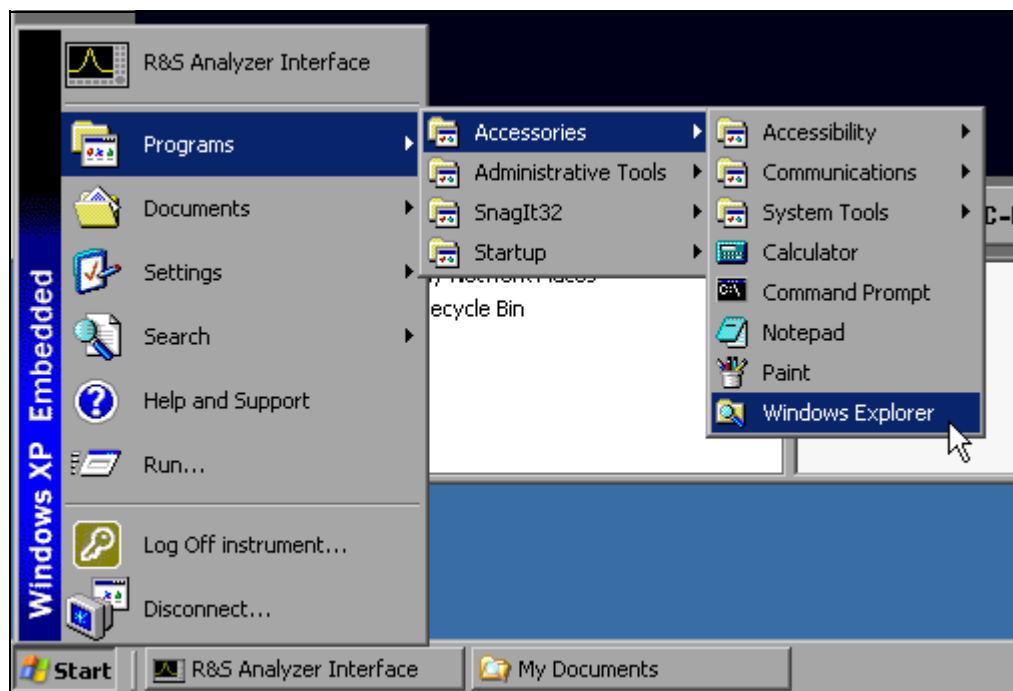 R&S Analyzer Interface
Programs
Documents
Settings
Search
Help and Support
Run...
Log Off instrument...
Disconnect...
Windows XP Embedded
Accessories
Administrative Tools
SnagIt32
Startup
Accessibility
Communications
System Tools
Calculator
Command Prompt
Notepad
Paint
Windows Explorer
ecycle Bin
Start
R&S Analyzer Interface
My Documents